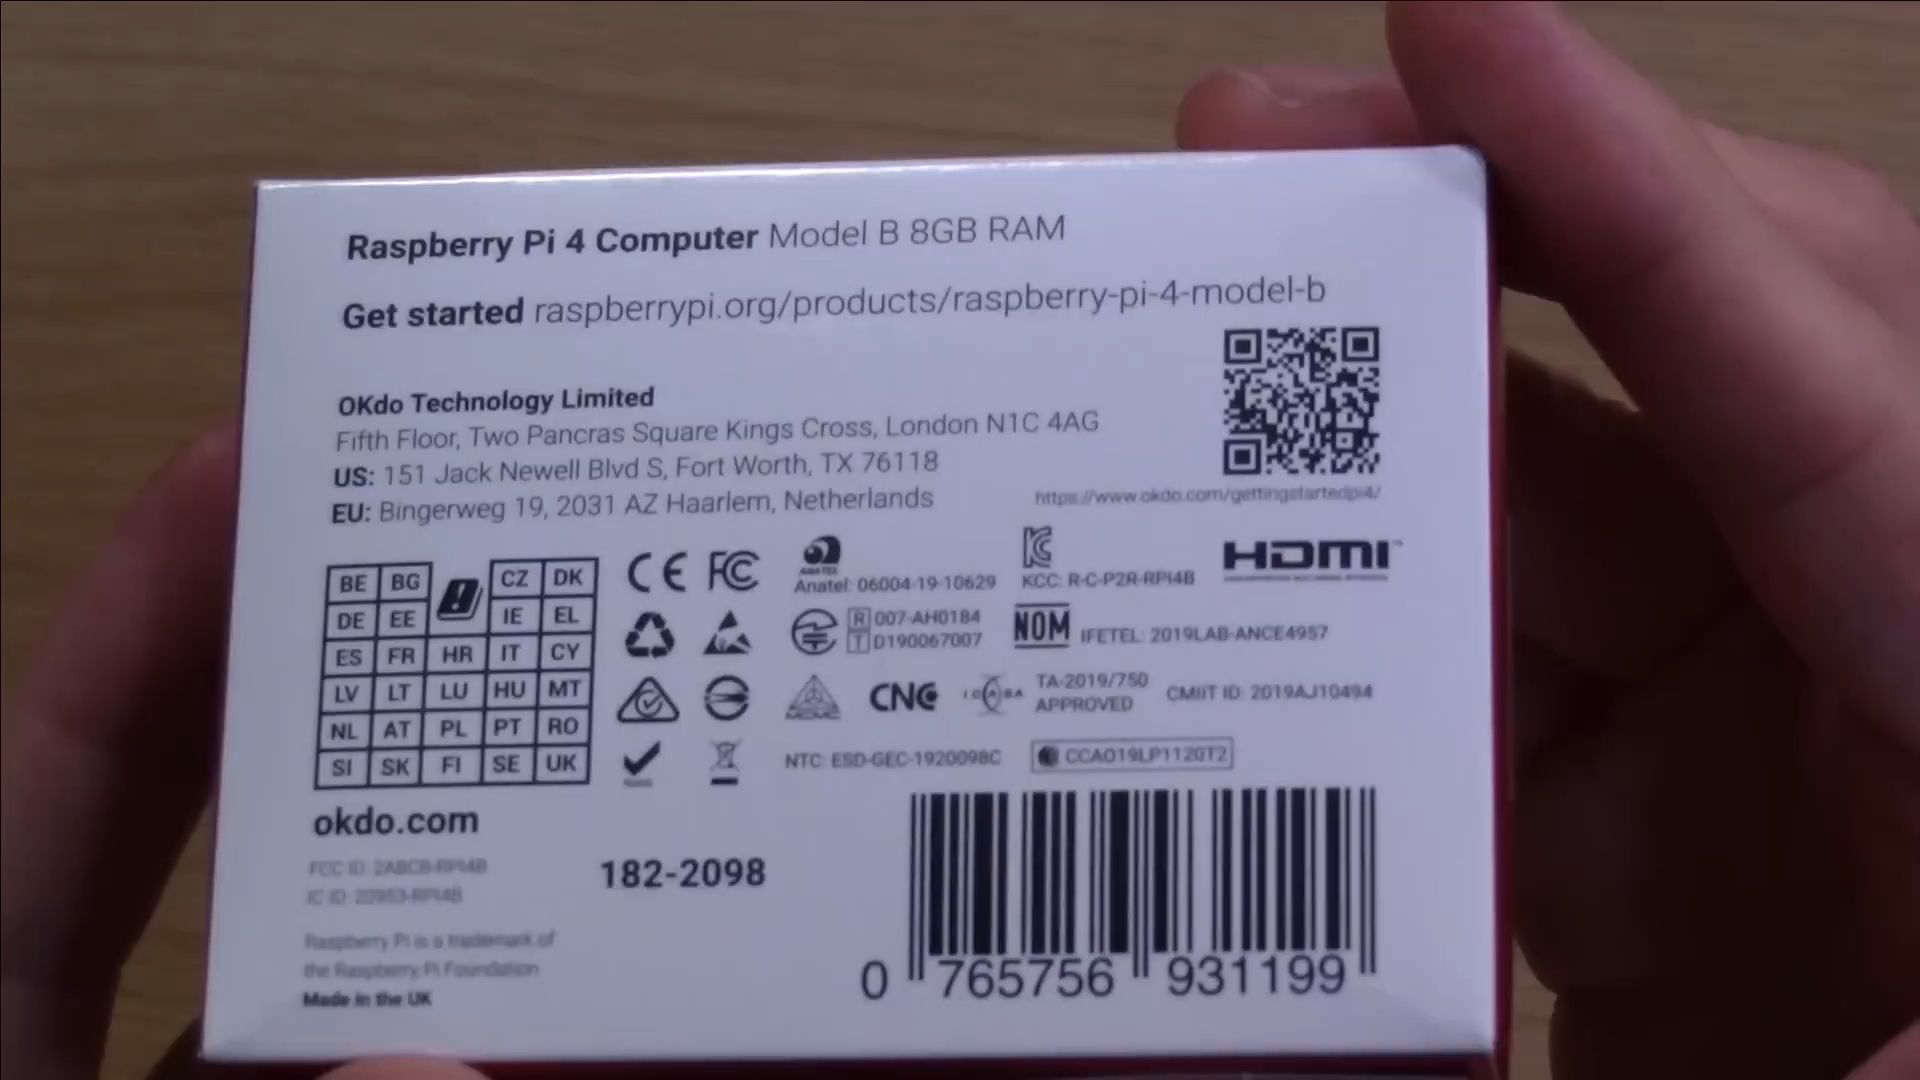 Raspberry Pi 4 Computer Model B 8GB RAM
Get started raspberrypi.org/products/raspberry-pi-4-model-b
OKdo Technology Limited
Fifth Floor, Two Pancras Square Kings Cross, London N1C 4AG
US: 151 Jack Newell Blvd S, Fort Worth, TX 76118
EU: Bingerweg 19, 2031 AZ Haarlem, Netherlands
https://www.okdo.com/gettingstartedpi4/
BE BG CZ DK
DE EE IE EL
ES FR HR IT CY
LV LT LU HU MT
NL AT PL PT RO
SI SK FI SE UK
CE FC
ANATEL
Anatel: 06004-19-10629
KCC: R-C-P2R-RPI4B
HDMI
R 007-AH0184
T D190067007
NOM IFETEL: 2019LAB-ANCE4957
MCMC
CNC
ICASA
TA-2019/750
APPROVED
CMIIT ID: 2019AJ10494
NTC: ESD-GEC-1920098C
CCAO19LP1120T2
okdo.com
FCC ID: 2ABCB-RPI4B
IC ID: 20953-RPI4B
182-2098
Raspberry Pi is a trademark of
the Raspberry Pi Foundation
Made in the UK
0 765756 931199